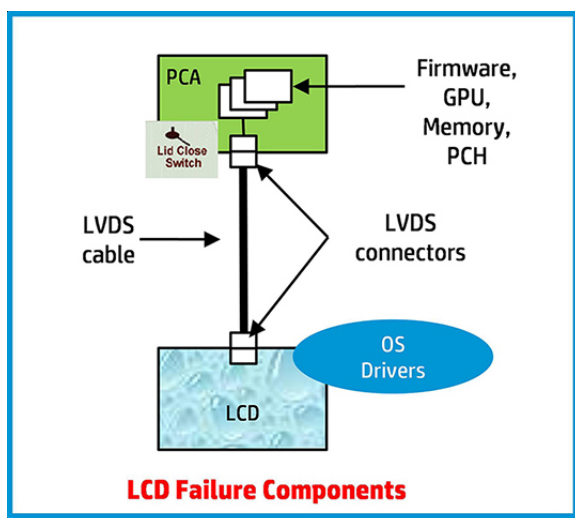 PCA
Firmware,
GPU,
Memory,
PCH
Lid Close
Switch
LVDS
cable
LVDS
connectors
OS
Drivers
LCD
LCD Failure Components